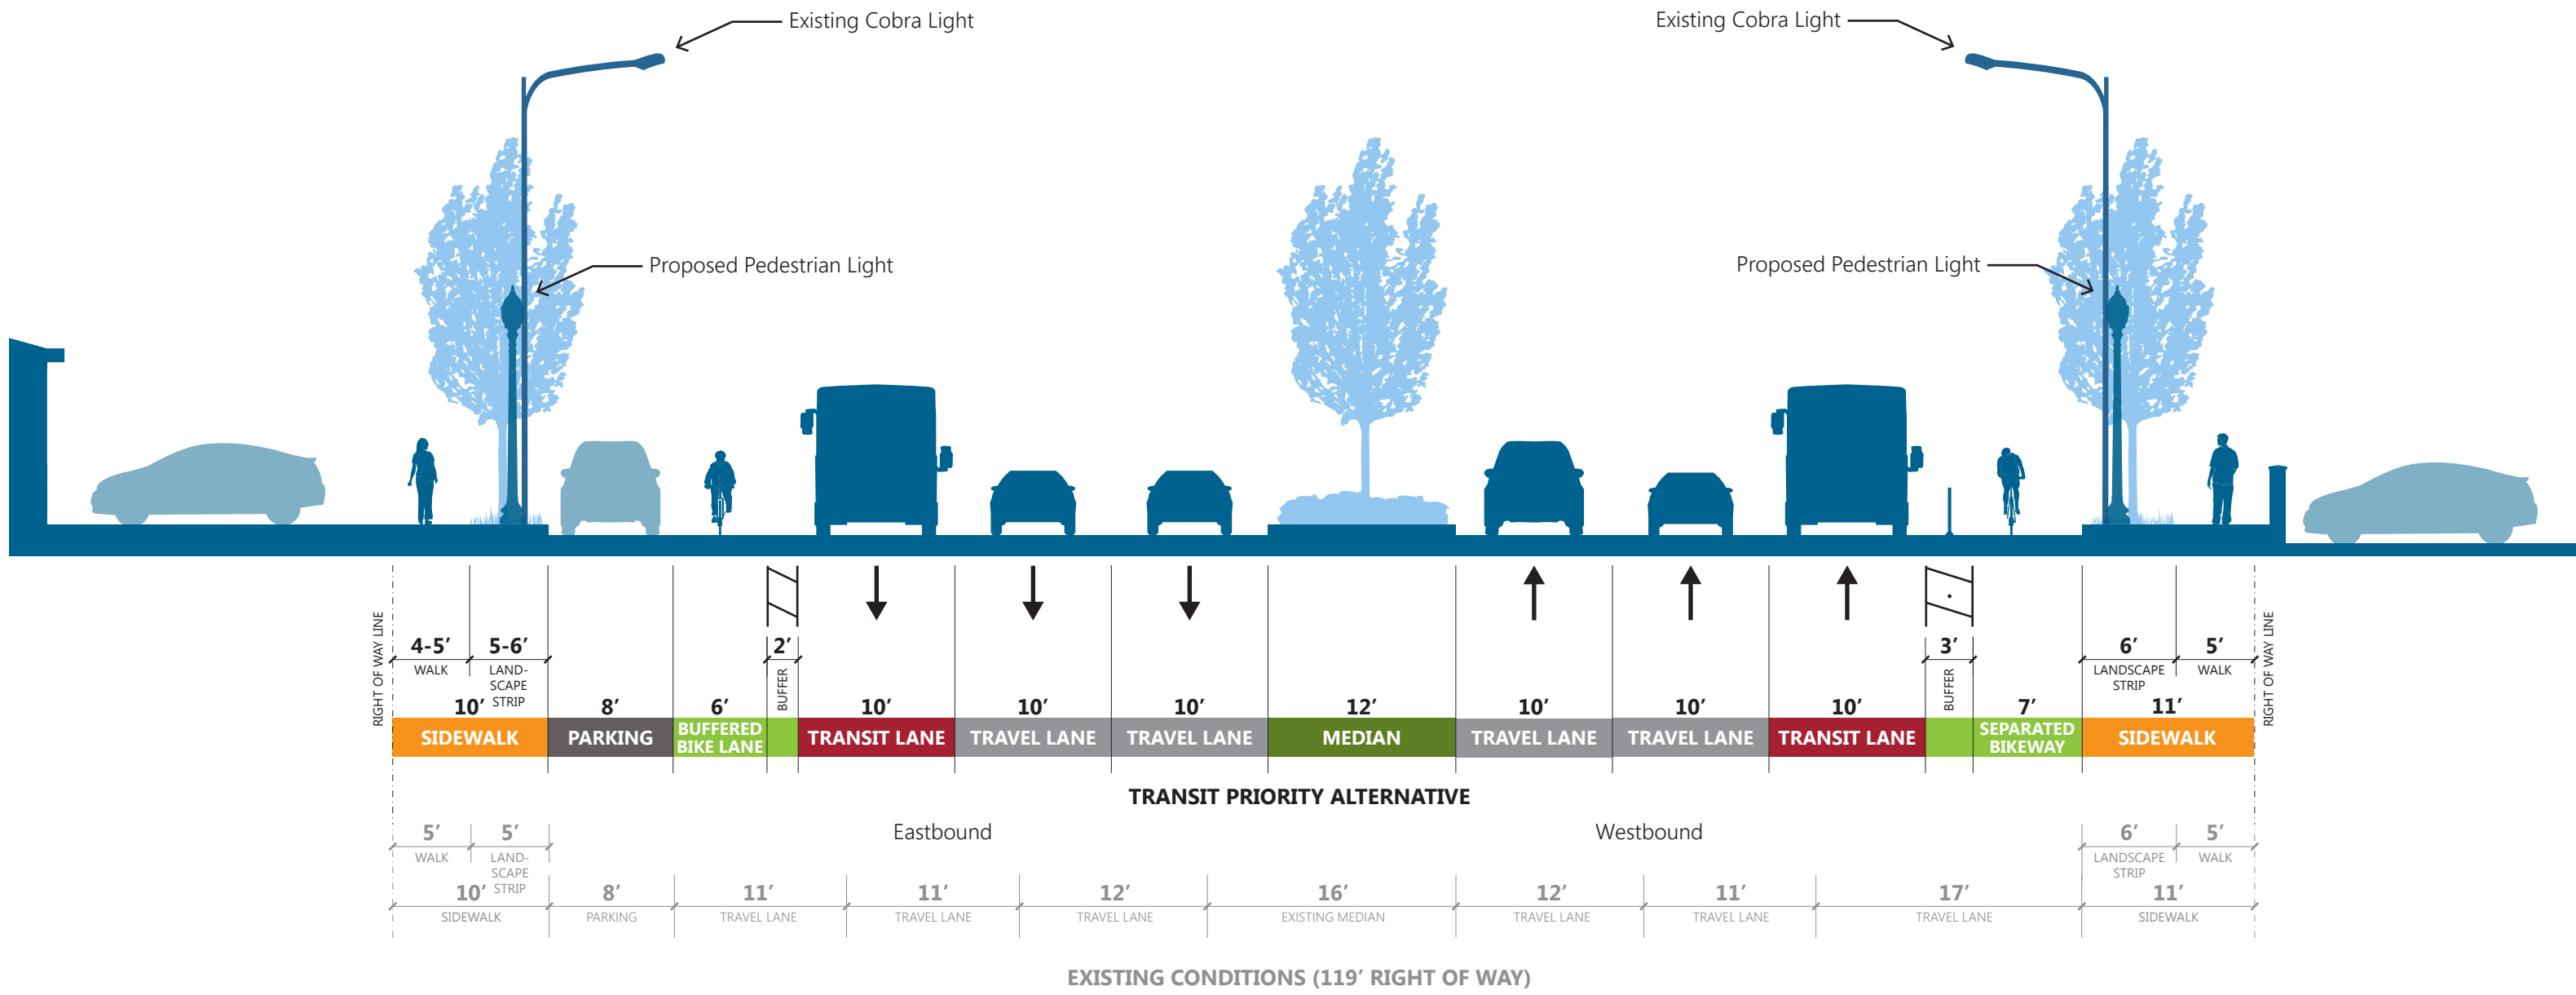 Existing Cobra Light
Existing Cobra Light
Proposed Pedestrian Light
Proposed Pedestrian Light
RIGHT OF WAY LINE
4-5’
WALK
5-6’
LAND-
SCAPE
STRIP
2’
BUFFER
3’
BUFFER
6’
LANDSCAPE
STRIP
5’
WALK
RIGHT OF WAY LINE
10’
8’
6’
10’
10’
10’
12’
10’
10’
10’
7’
11’
SIDEWALK
PARKING
BUFFERED
BIKE LANE
TRANSIT LANE
TRAVEL LANE
TRAVEL LANE
MEDIAN
TRAVEL LANE
TRAVEL LANE
TRANSIT LANE
SEPARATED
BIKEWAY
SIDEWALK
TRANSIT PRIORITY ALTERNATIVE
Eastbound
Westbound
5’
WALK
5’
LAND-
SCAPE
STRIP
6’
LANDSCAPE
STRIP
5’
WALK
10’
8’
11’
11’
12’
16’
12’
11’
17’
11’
SIDEWALK
PARKING
TRAVEL LANE
TRAVEL LANE
TRAVEL LANE
EXISTING MEDIAN
TRAVEL LANE
TRAVEL LANE
TRAVEL LANE
SIDEWALK
EXISTING CONDITIONS (119’ RIGHT OF WAY)